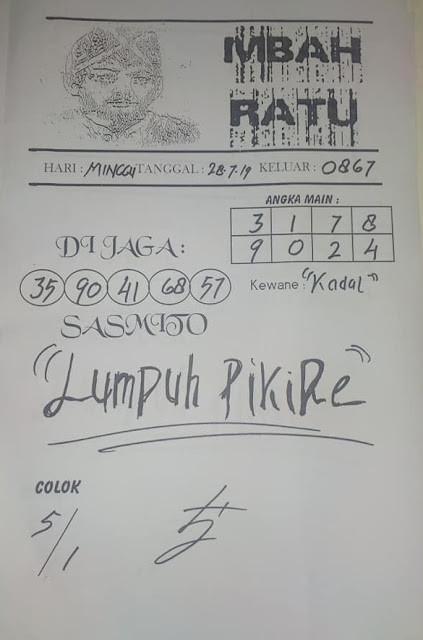 MBAH
RATU
HARI : MINGGU TANGGAL : 28-7-19 KELUAR : 0867
ANGKA MAIN :
3 1 7 8
9 0 2 4
DI JAGA :
35 90 41 68 57
Kewane : "Kadal"
SASMITO
"Lumpuh PiKiRe"
COLOK
5/1